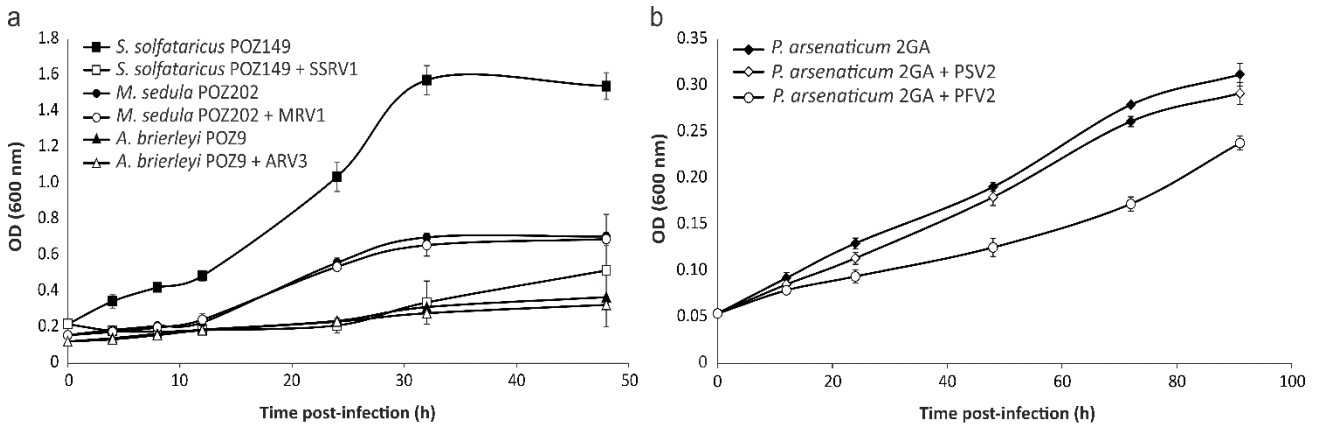 a
S. solfataricus POZ149
S. solfataricus POZ149 + SSRV1
M. sedula POZ202
M. sedula POZ202 + MRV1
A. brierleyi POZ9
A. brierleyi POZ9 + ARV3
OD (600 nm)
1.8
1.6
1.4
1.2
1.0
0.8
0.6
0.4
0.2
0
0 10 20 30 40 50
Time post-infection (h)
b
P. arsenaticum 2GA
P. arsenaticum 2GA + PSV2
P. arsenaticum 2GA + PFV2
OD (600 nm)
0.35
0.30
0.25
0.20
0.15
0.10
0.05
0
0 20 40 60 80 100
Time post-infection (h)